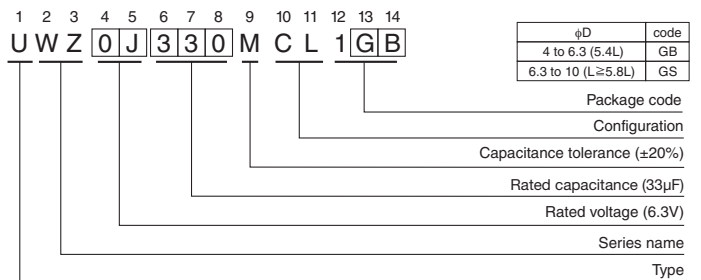 1 2 3 4 5 6 7 8 9 10 11 12 13 14
U W Z 0 J 3 3 0 M C L 1 G B
φD code
4 to 6.3 (5.4L) GB
6.3 to 10 (L≧5.8L) GS
Package code
Configuration
Capacitance tolerance (±20%)
Rated capacitance (33µF)
Rated voltage (6.3V)
Series name
Type